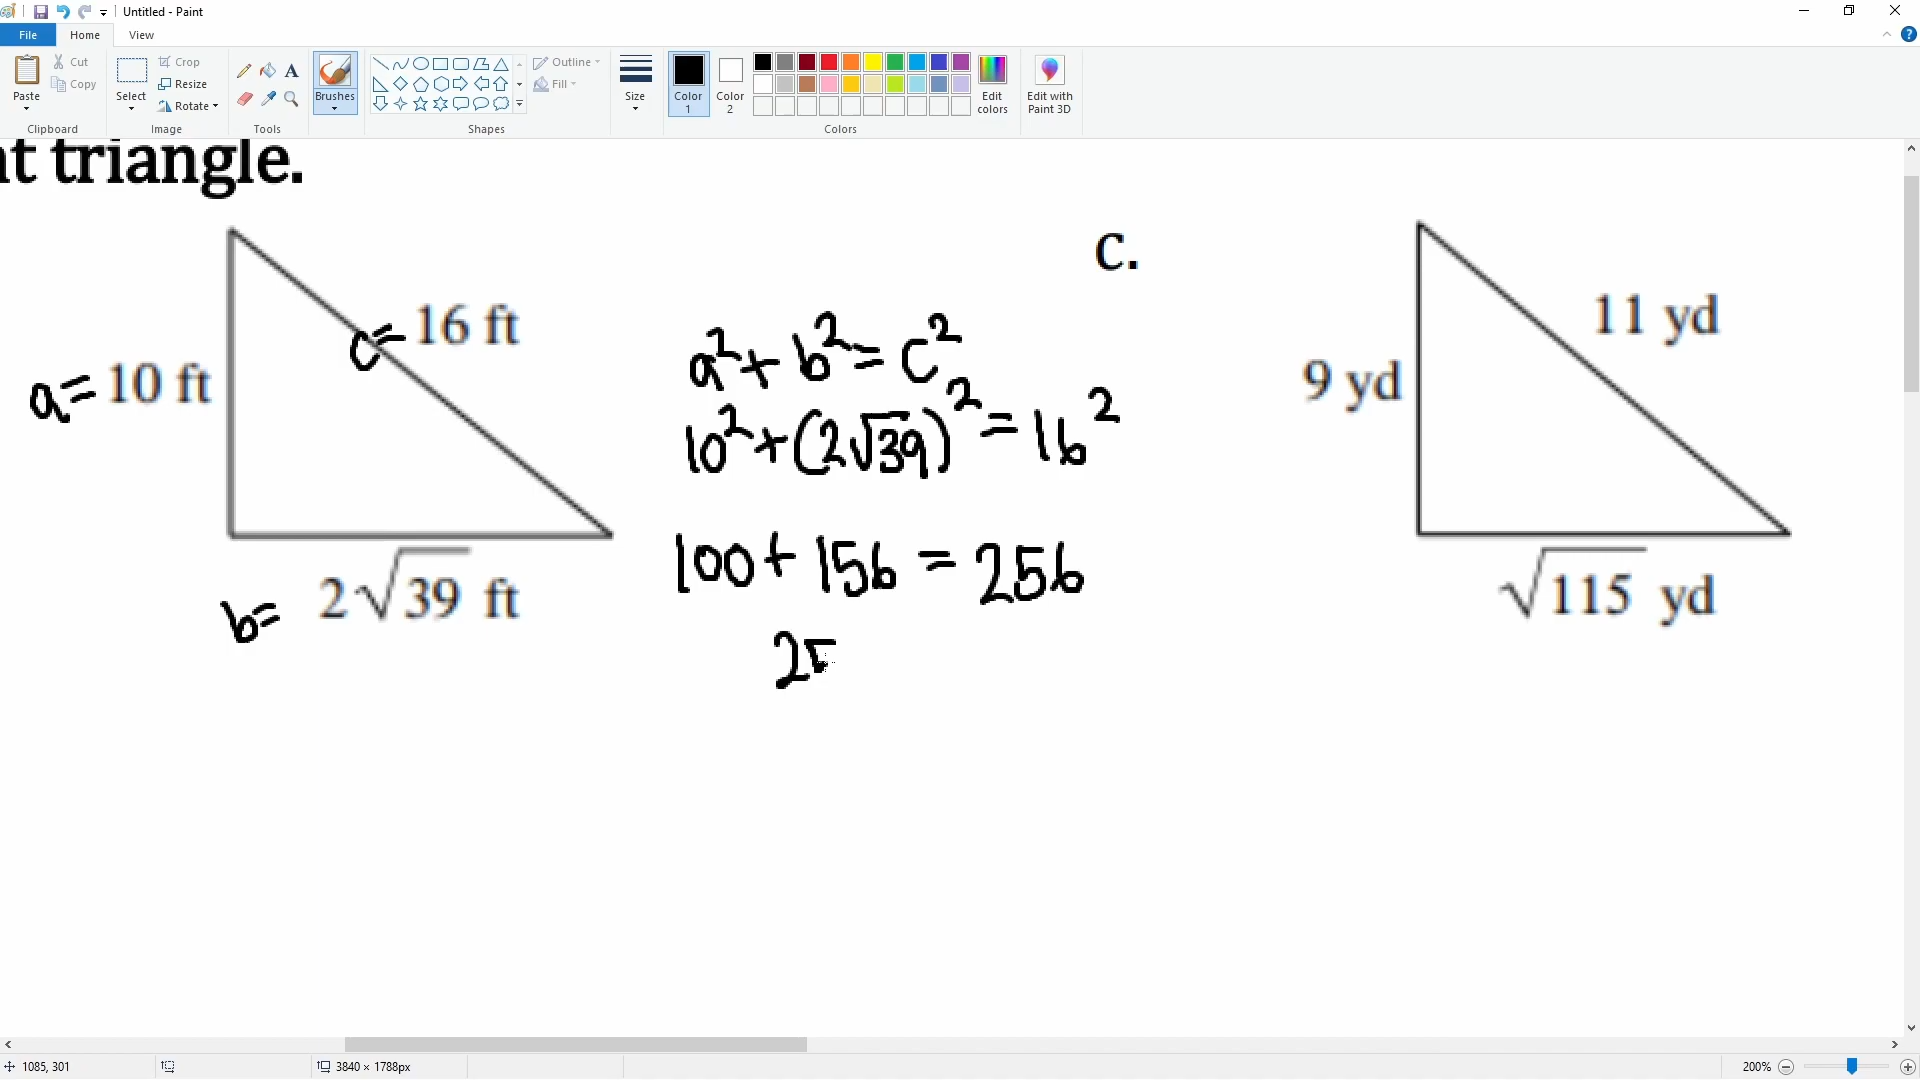 Untitled - Paint
File Home View
Paste
Cut
Copy
Clipboard
Select
Crop
Resize
Rotate
Image
A
Tools
Brushes
Shapes
Outline
Fill
Size
Color 1
Color 2
Colors
Edit colors
Edit with Paint 3D
?
nt triangle.
a= 10 ft
c= 16 ft
b= 2√39 ft
a² + b² = c²
10² + (2√39)² = 16²
100 + 156 = 256
25
C.
9 yd
11 yd
√115 yd
1085, 301
3840 × 1788px
200%